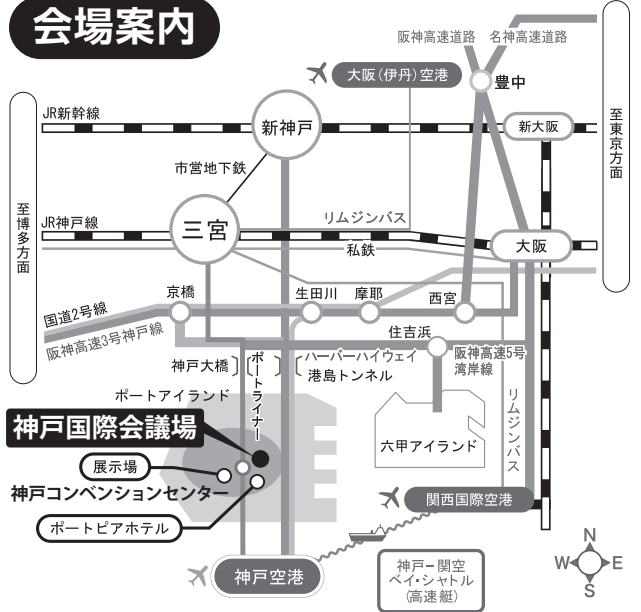 会場案内
阪神高速道路
名神高速道路
大阪(伊丹)空港
豊中
JR新幹線
新神戸
新大阪
至東京方面
市営地下鉄
至博多方面
三宮
リムジンバス
JR神戸線
私鉄
大阪
京橋
生田川
摩耶
西宮
国道2号線
阪神高速3号神戸線
住吉浜
神戸大橋
ポートライナー
ハーバーハイウェイ
港島トンネル
阪神高速5号
湾岸線
ポートアイランド
リムジンバス
神戸国際会議場
六甲アイランド
展示場
神戸コンベンションセンター
関西国際空港
ポートピアホテル
神戸空港
神戸−関空
ベイ・シャトル
(高速艇)
N
W
E
S